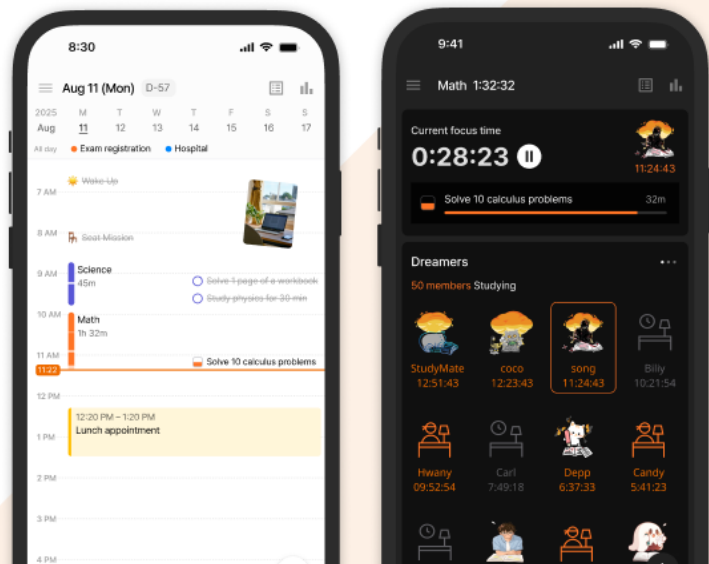 8:30
Aug 11 (Mon) D-57
2025 M T W T F S S
Aug 11 12 13 14 15 16 17
All day Exam registration Hospital
Wake-Up
7 AM
8 AM Seat Mission
Science
9 AM 45m Solve 1 page of a workbook
Study physics for 30 min
10 AM Math
1h 32m
11 AM Solve 10 calculus problems
11:22
12 PM
12:20 PM – 1:20 PM
Lunch appointment
1 PM
2 PM
3 PM
4 PM
9:41
Math 1:32:32
Current focus time
0:28:23
11:24:43
Solve 10 calculus problems 32m
Dreamers
50 members Studying
StudyMate coco song Billy
12:51:43 12:23:43 11:24:43 10:21:54
Hwany Carl Depp Candy
09:52:54 7:49:18 6:37:33 5:41:23